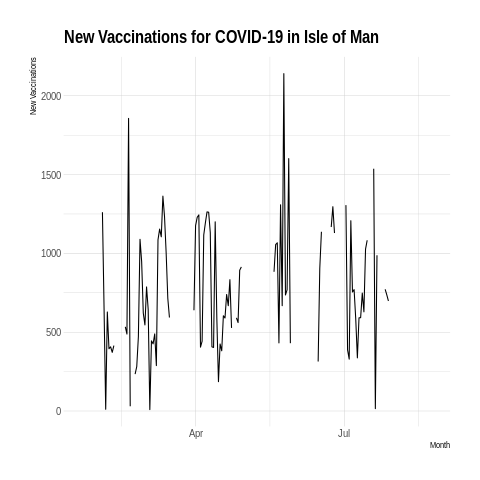 New Vaccinations for COVID-19 in Isle of Man
New Vaccinations
2000
1500
1000
500
0
Apr
Jul
Month